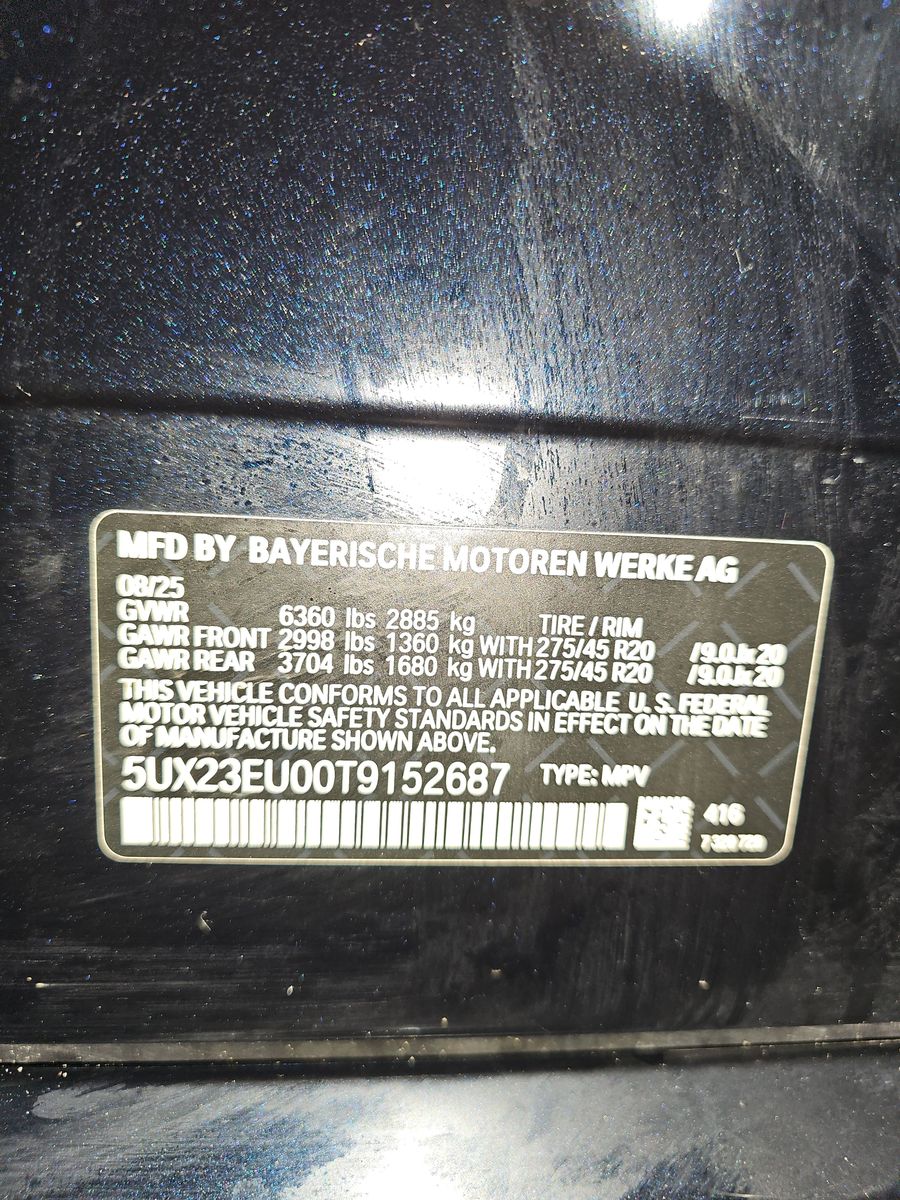 MFD BY BAYERISCHE MOTOREN WERKE AG
08/25
GVWR 6360 lbs 2885 kg TIRE / RIM
GAWR FRONT 2998 lbs 1360 kg WITH 275/45 R20 /9.0Jx20
GAWR REAR 3704 lbs 1680 kg WITH 275/45 R20 /9.0Jx20
THIS VEHICLE CONFORMS TO ALL APPLICABLE U.S. FEDERAL
MOTOR VEHICLE SAFETY STANDARDS IN EFFECT ON THE DATE
OF MANUFACTURE SHOWN ABOVE.
5UX23EU00T9152687 TYPE: MPV
416